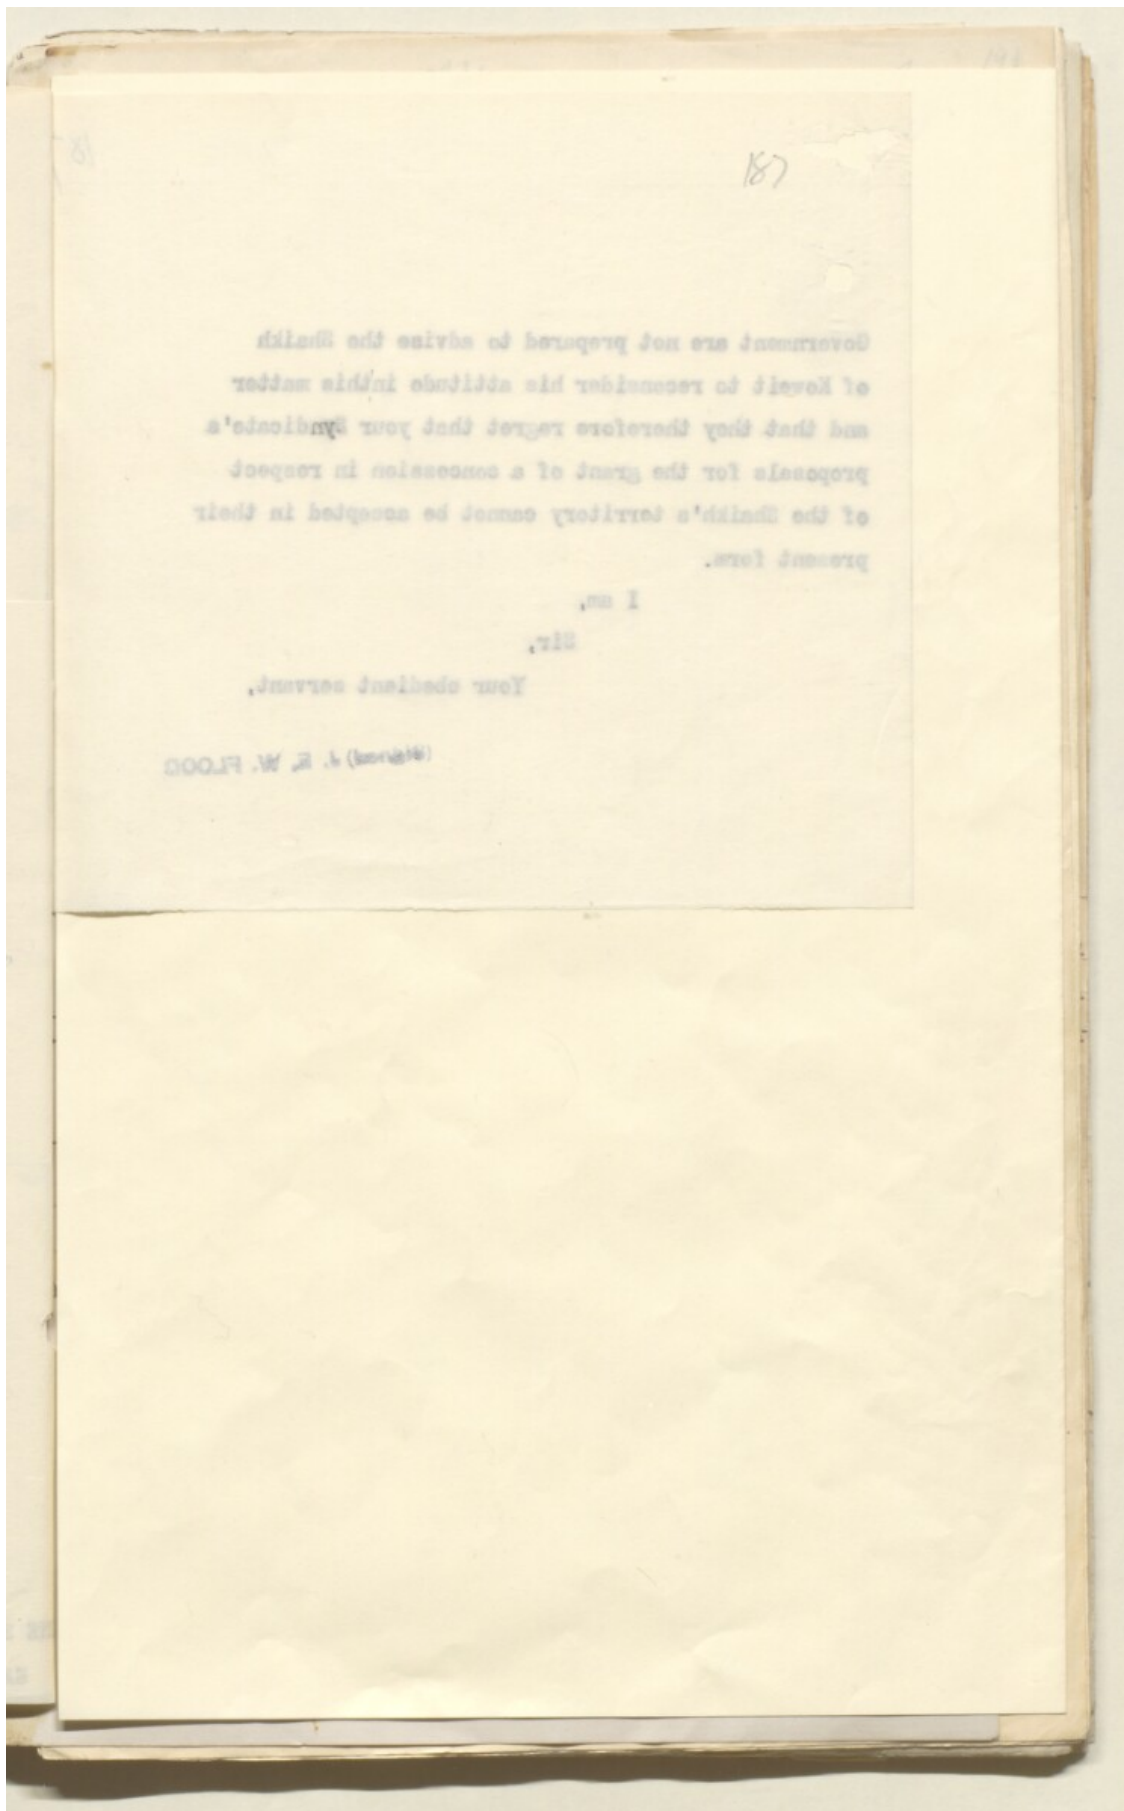 187
Government are not prepared to advise the Shaikh
of Koweit to reconsider his attitude inthis matter
and that they therefore regret that your Syndicate's
proposals for the grant of a concession in respect
of the Shaikh's territory cannot be accepted in their
present form.
I am,
Sir,
Your obedient servant,
(Signed) J. E. W. FLOOD